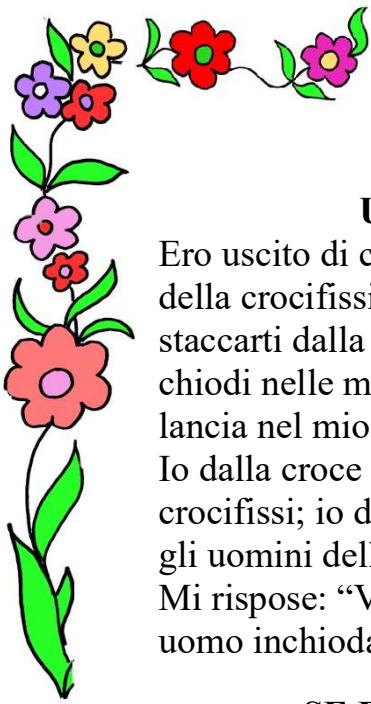 U
Ero uscito di c
della crocifissi
staccarti dalla
chiodi nelle m
lancia nel mio
Io dalla croce
crocifissi; io d
gli uomini dell
Mi rispose: “V
uomo inchioda
SE I